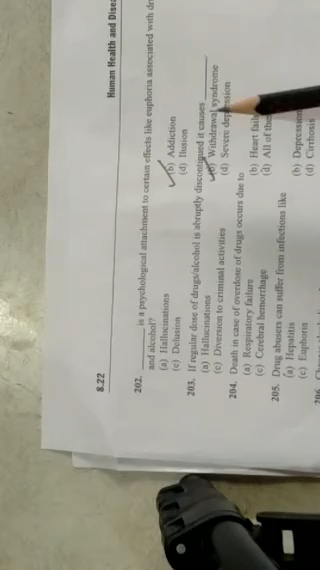 8.22
Human Health and Disea
202. ______ is a psychological attachment to certain effects like euphoria associated with dr
and alcohol?
(a) Hallucinations (b) Addiction
(c) Delusion (d) Ilusion
203. If regular dose of drugs/alcohol is abruptly discontinued it causes ______
(a) Hallucinations (b) Withdrawal syndrome
(c) Diversion to criminal activities (d) Severe depression
204. Death in case of overdose of drugs occurs due to
(a) Respiratory failure (b) Heart fail
(c) Cerebral hemorrhage (d) All of thes
205. Drug abusers can suffer from infections like
(a) Hepatitis (b) Depression
(c) Euphoria (d) Cirrhosis
206.